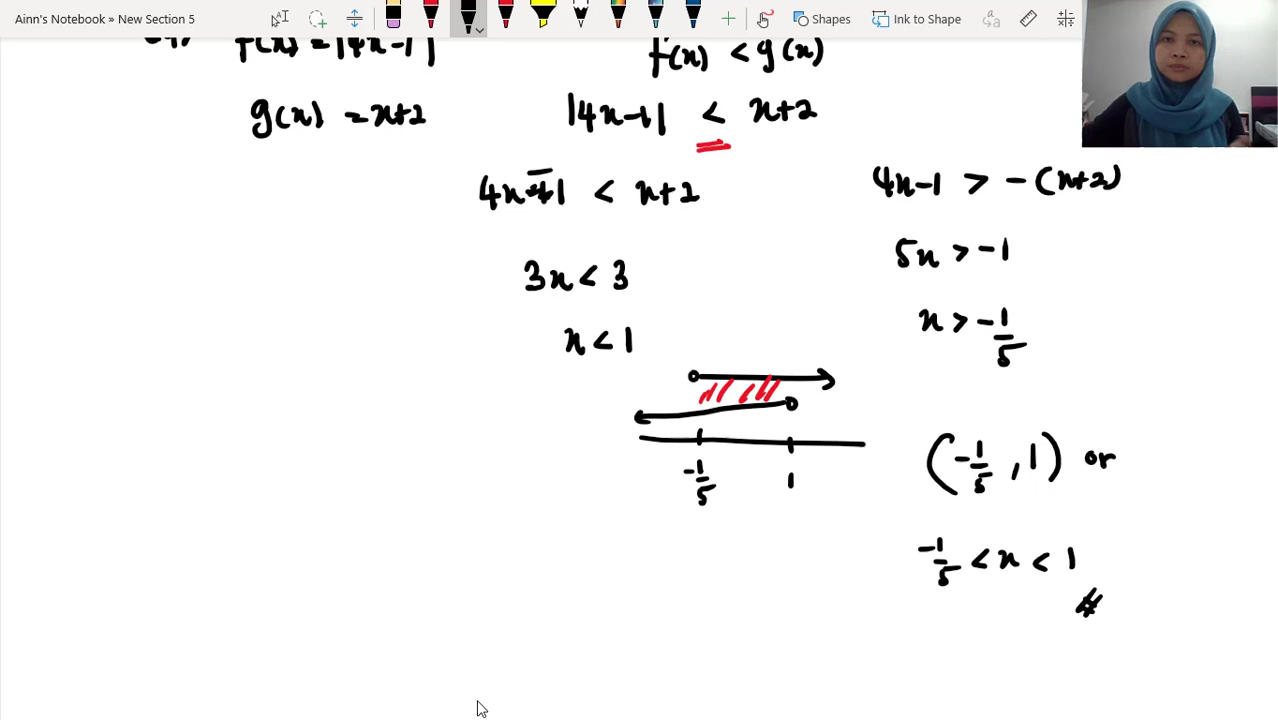 Ainn's Notebook » New Section 5
Shapes
Ink to Shape
f(x) = |4x-1|
f(x) < g(x)
g(x) = x+2
|4x-1| < x+2
4x-1 < x+2
4x-1 > -(x+2)
3x < 3
5x > -1
x < 1
x > -1/5
-1/5
1
(-1/5, 1) or
-1/5 < x < 1
#